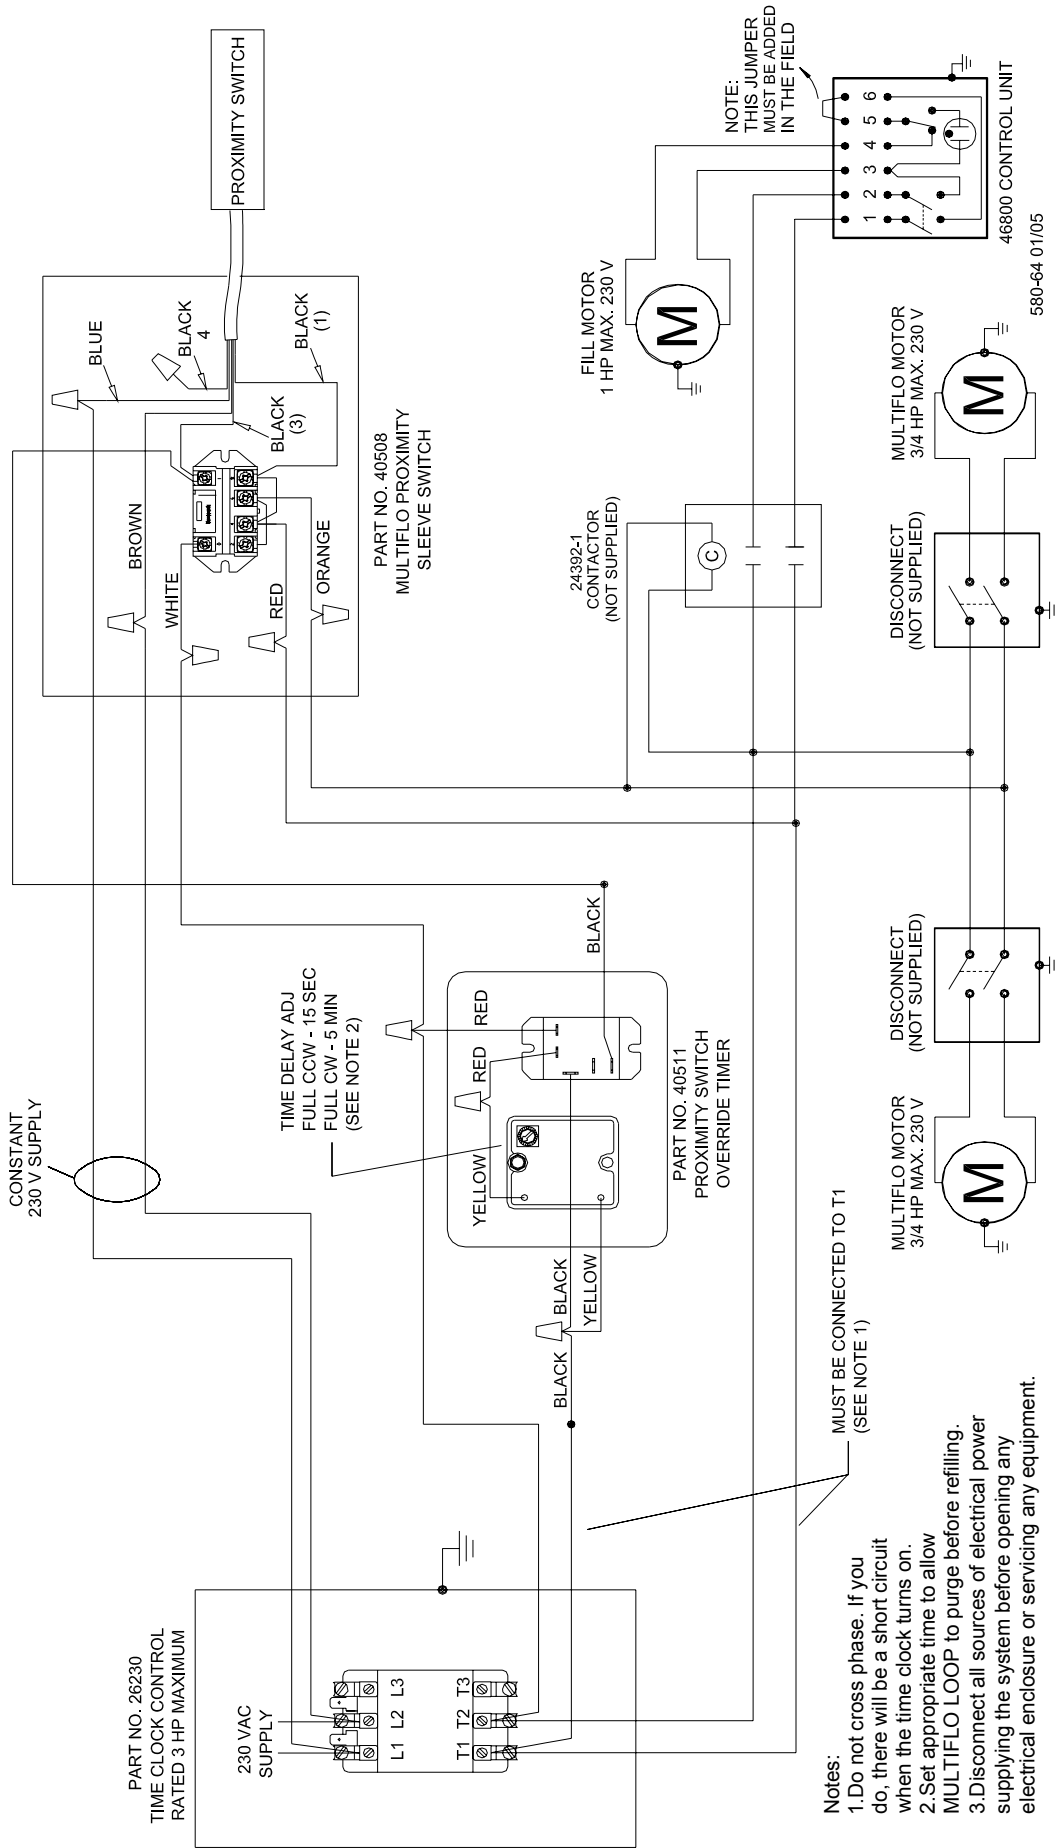 PART NO. 26230
TIME CLOCK CONTROL
RATED 3 HP MAXIMUM
230 VAC
SUPPLY
L1
L2
L3
T1
T2
T3
CONSTANT
230 V SUPPLY
TIME DELAY ADJ
FULL CCW - 15 SEC
FULL CW - 5 MIN
(SEE NOTE 2)
BLACK
BLACK
YELLOW
YELLOW
RED
RED
BLACK
PART NO. 40511
PROXIMITY SWITCH
OVERRIDE TIMER
MUST BE CONNECTED TO T1
(SEE NOTE 1)
BROWN
WHITE
RED
ORANGE
BLUE
BLACK
4
BLACK
(3)
BLACK
(1)
PROXIMITY SWITCH
PART NO. 40508
MULTIFLO PROXIMITY
SLEEVE SWITCH
24392-1
CONTACTOR
(NOT SUPPLIED)
C
FILL MOTOR
1 HP MAX. 230 V
M
NOTE:
THIS JUMPER
MUST BE ADDED
IN THE FIELD
1 2 3 4 5 6
46800 CONTROL UNIT
MULTIFLO MOTOR
3/4 HP MAX. 230 V
M
DISCONNECT
(NOT SUPPLIED)
DISCONNECT
(NOT SUPPLIED)
MULTIFLO MOTOR
3/4 HP MAX. 230 V
M
580-64 01/05
Notes:
1.Do not cross phase. If you
do, there will be a short circuit
when the time clock turns on.
2.Set appropriate time to allow
MULTIFLO LOOP to purge before refilling.
3.Disconnect all sources of electrical power
supplying the system before opening any
electrical enclosure or servicing any equipment.